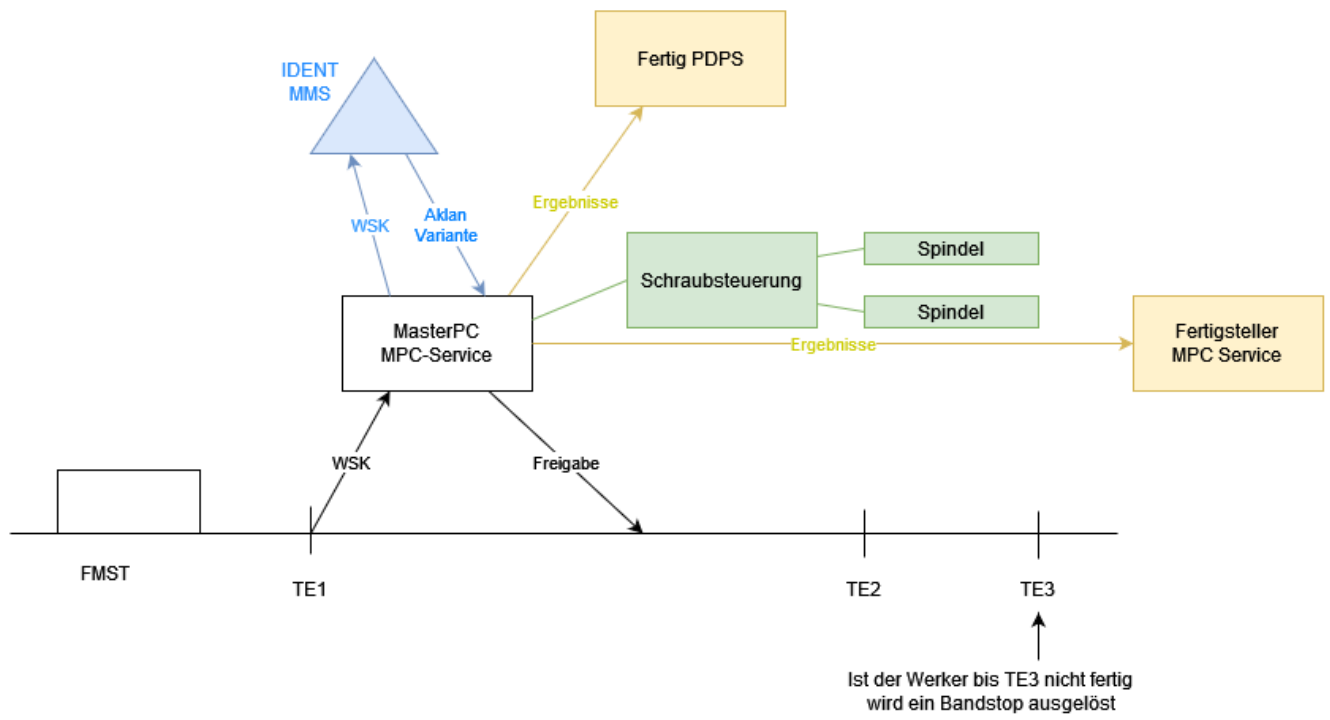 Fertig PDPS
IDENT
MMS
WSK
Aklan
Variante
Ergebnisse
Schraubsteuerung
Spindel
Spindel
MasterPC
MPC-Service
Ergebnisse
Fertigsteller
MPC Service
WSK
Freigabe
FMST
TE1
TE2
TE3
Ist der Werker bis TE3 nicht fertig
wird ein Bandstop ausgelöst